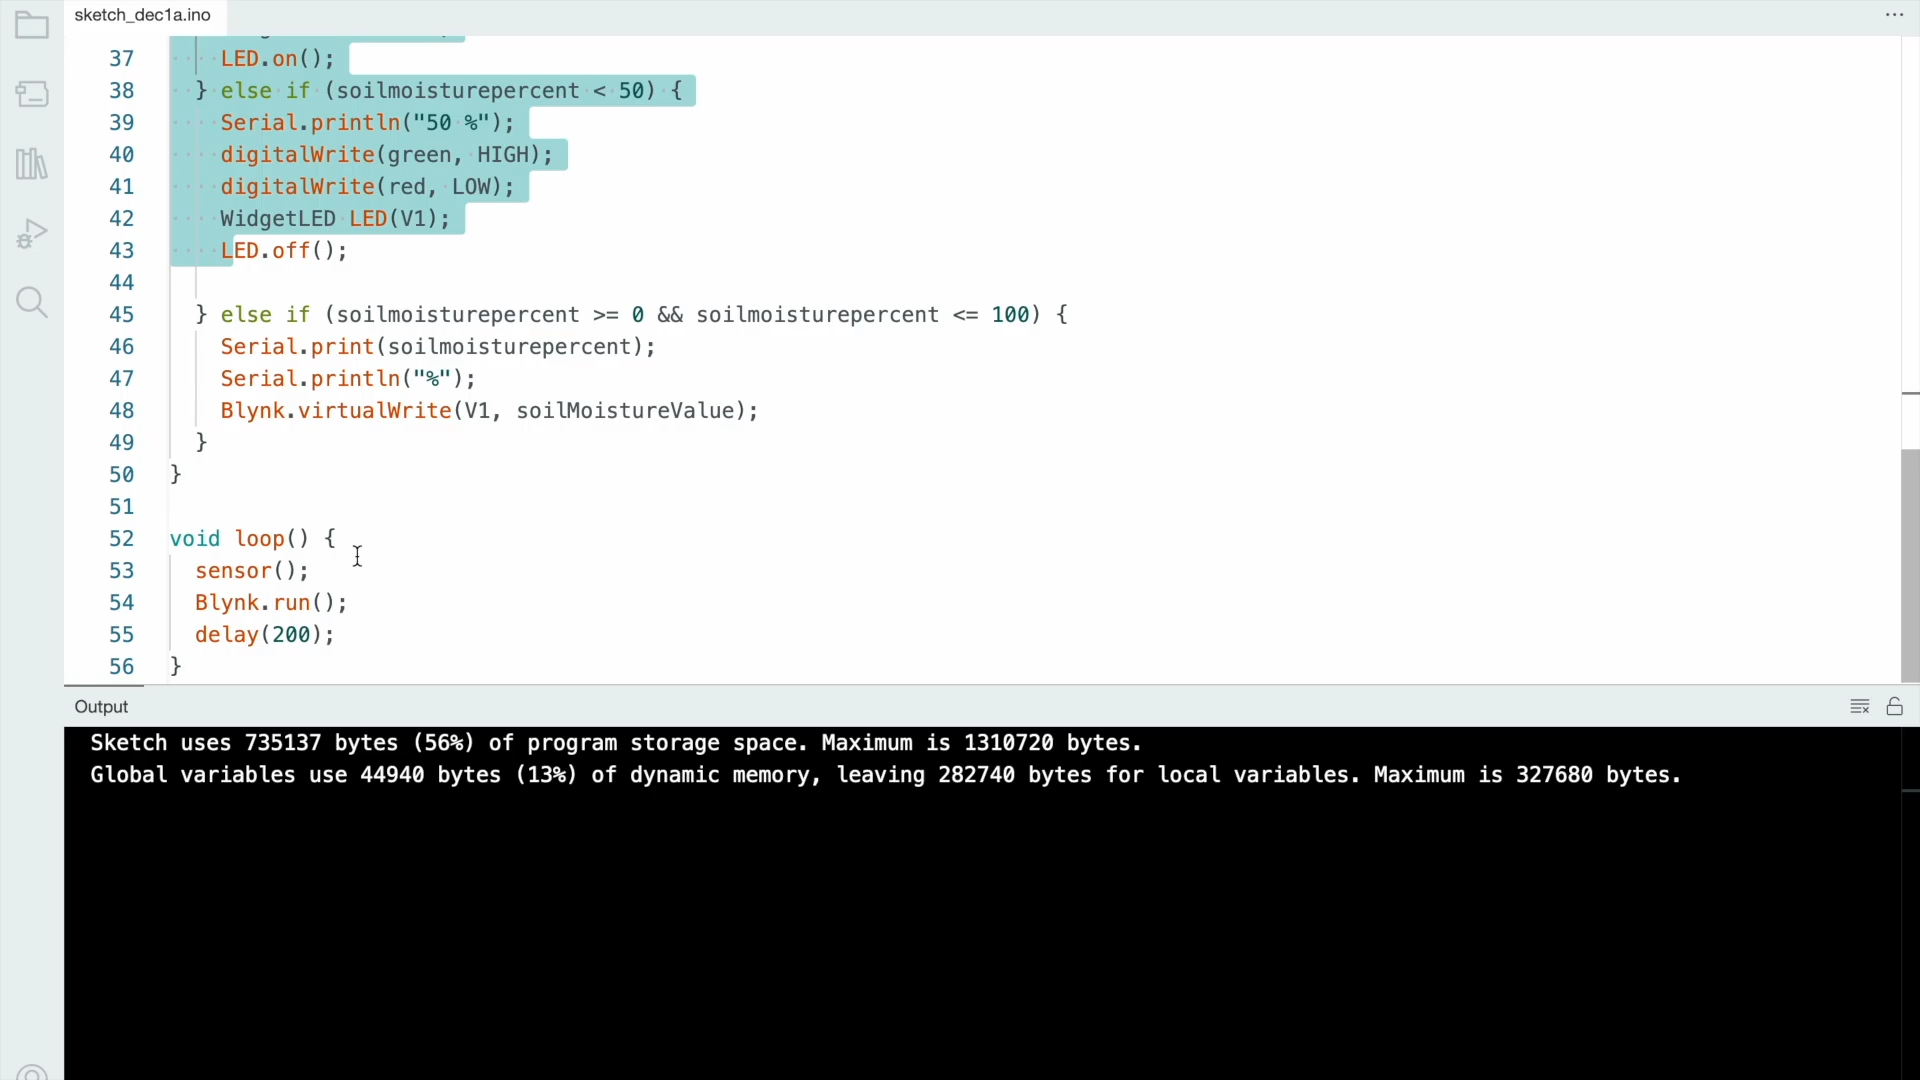 sketch_dec1a.ino
37 LED.on();
38 } else if (soilmoisturepercent < 50) {
39 Serial.println("50 %");
40 digitalWrite(green, HIGH);
41 digitalWrite(red, LOW);
42 WidgetLED LED(V1);
43 LED.off();
44
45 } else if (soilmoisturepercent >= 0 && soilmoisturepercent <= 100) {
46 Serial.print(soilmoisturepercent);
47 Serial.println("%");
48 Blynk.virtualWrite(V1, soilMoistureValue);
49 }
50 }
51
52 void loop() {
53 sensor();
54 Blynk.run();
55 delay(200);
56 }
Output
Sketch uses 735137 bytes (56%) of program storage space. Maximum is 1310720 bytes.
Global variables use 44940 bytes (13%) of dynamic memory, leaving 282740 bytes for local variables. Maximum is 327680 bytes.